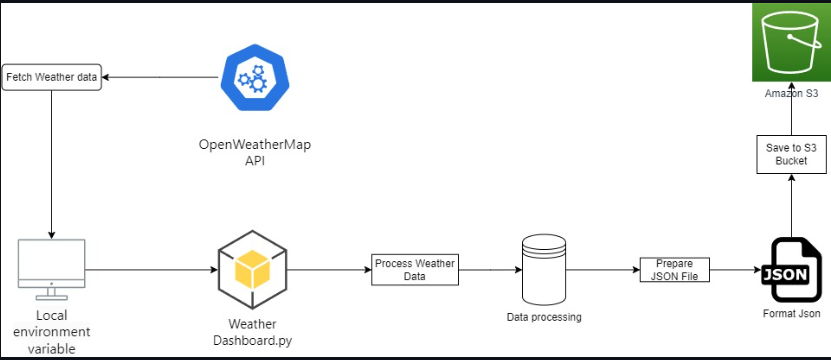 Fetch Weather data
OpenWeatherMap
API
Amazon S3
Save to S3
Bucket
Local
environment
variable
Weather
Dashboard.py
Process Weather
Data
Data processing
Prepare
JSON File
JSON
Format Json